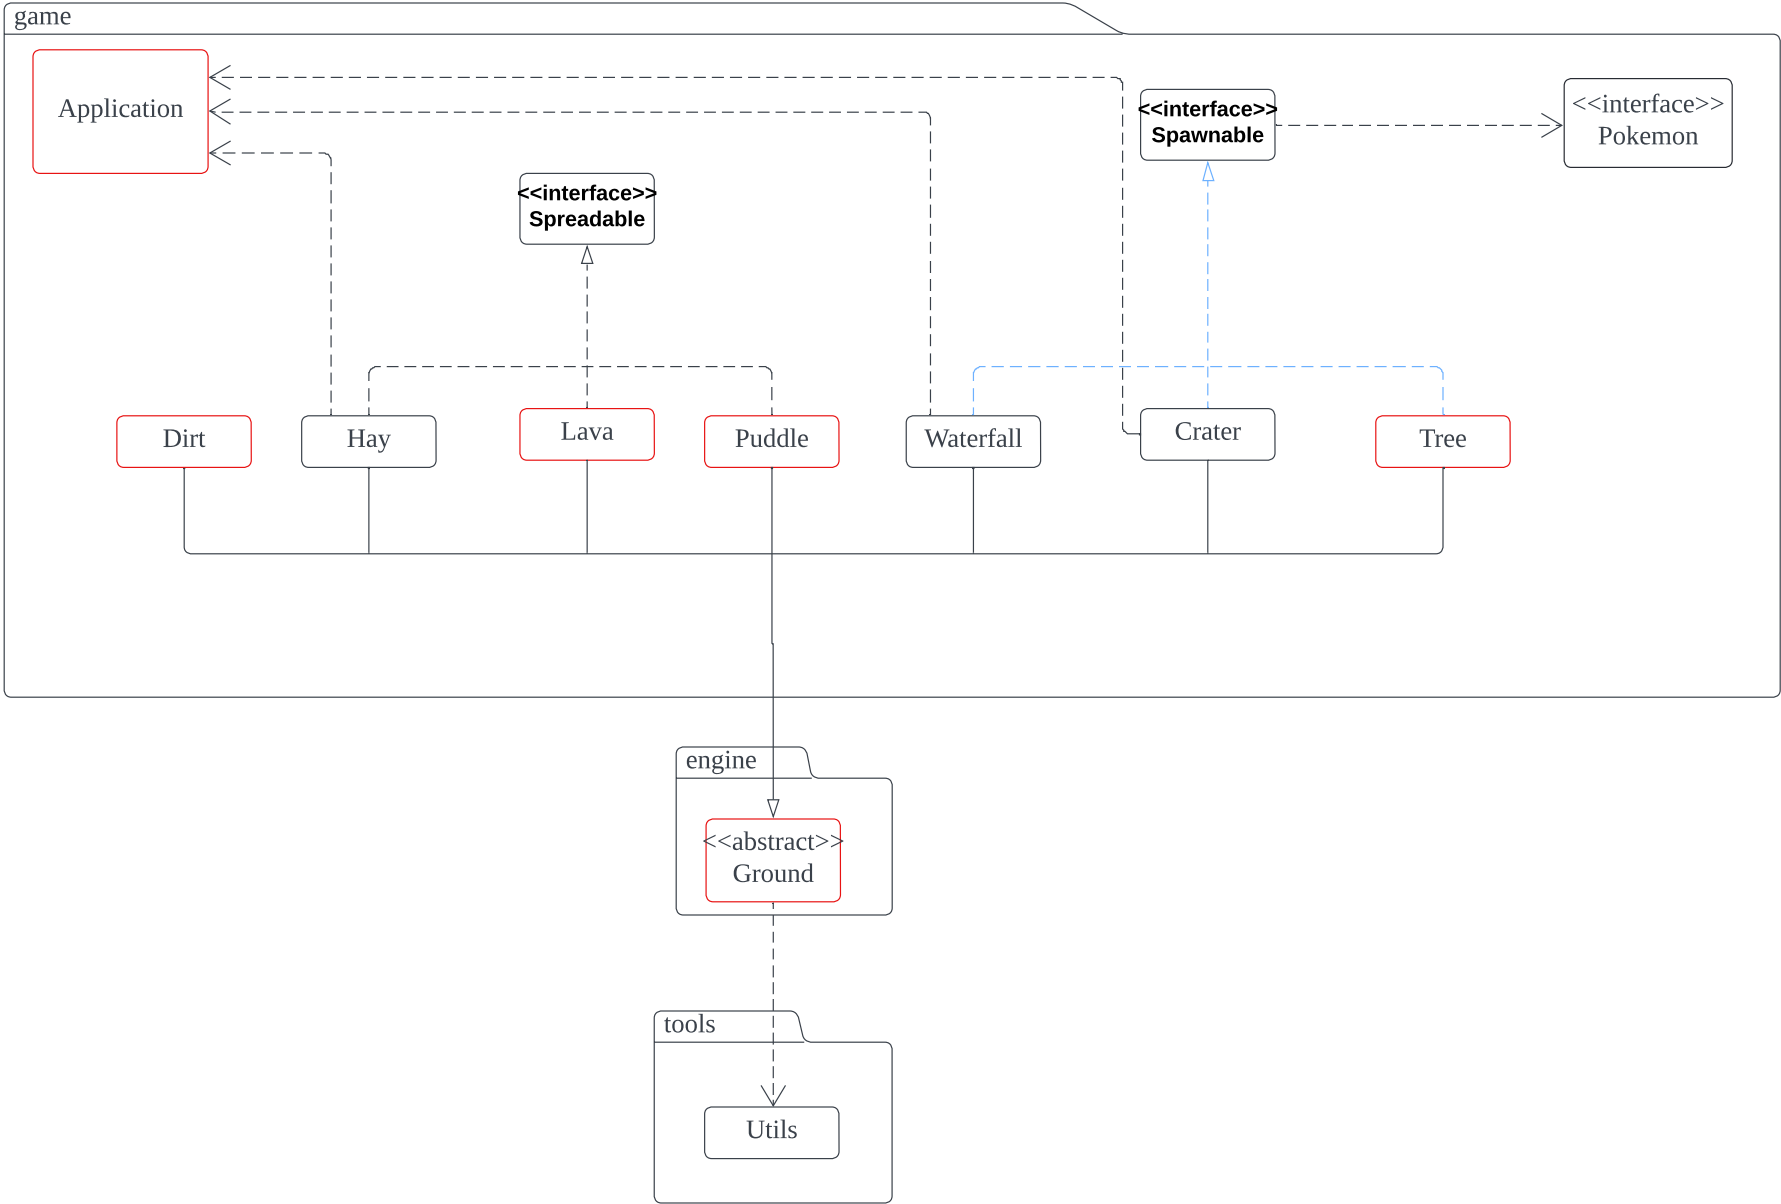 game
Application
<<interface>>
Spawnable
<<interface>>
Pokemon
<<interface>>
Spreadable
Dirt
Hay
Lava
Puddle
Waterfall
Crater
Tree
engine
<<abstract>>
Ground
tools
Utils